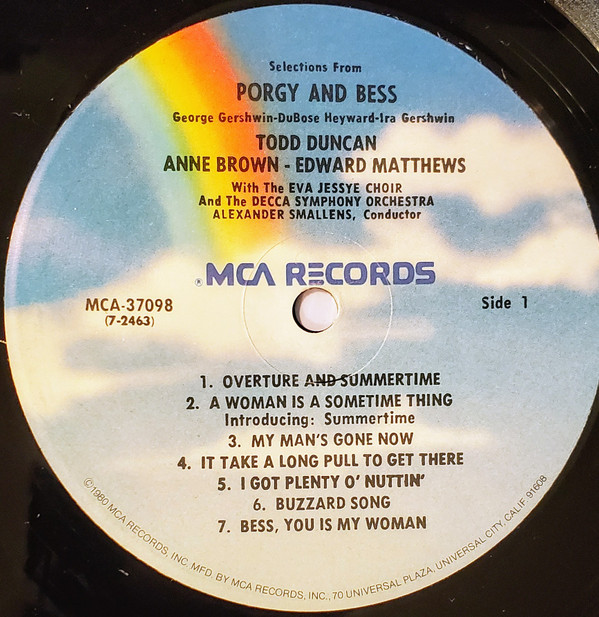 Selections From
PORGY AND BESS
George Gershwin-DuBose Heyward-Ira Gershwin
TODD DUNCAN
ANNE BROWN - EDWARD MATTHEWS
With The EVA JESSYE CHOIR
And The DECCA SYMPHONY ORCHESTRA
ALEXANDER SMALLENS, Conductor
® MCA RECORDS
MCA-37098
(7-2463)
Side 1
1. OVERTURE AND SUMMERTIME
2. A WOMAN IS A SOMETIME THING
Introducing: Summertime
3. MY MAN'S GONE NOW
4. IT TAKE A LONG PULL TO GET THERE
5. I GOT PLENTY O' NUTTIN'
6. BUZZARD SONG
7. BESS, YOU IS MY WOMAN
©1980 MCA RECORDS, INC. MFD. BY MCA RECORDS, INC., 70 UNIVERSAL PLAZA, UNIVERSAL CITY, CALIF. 91608